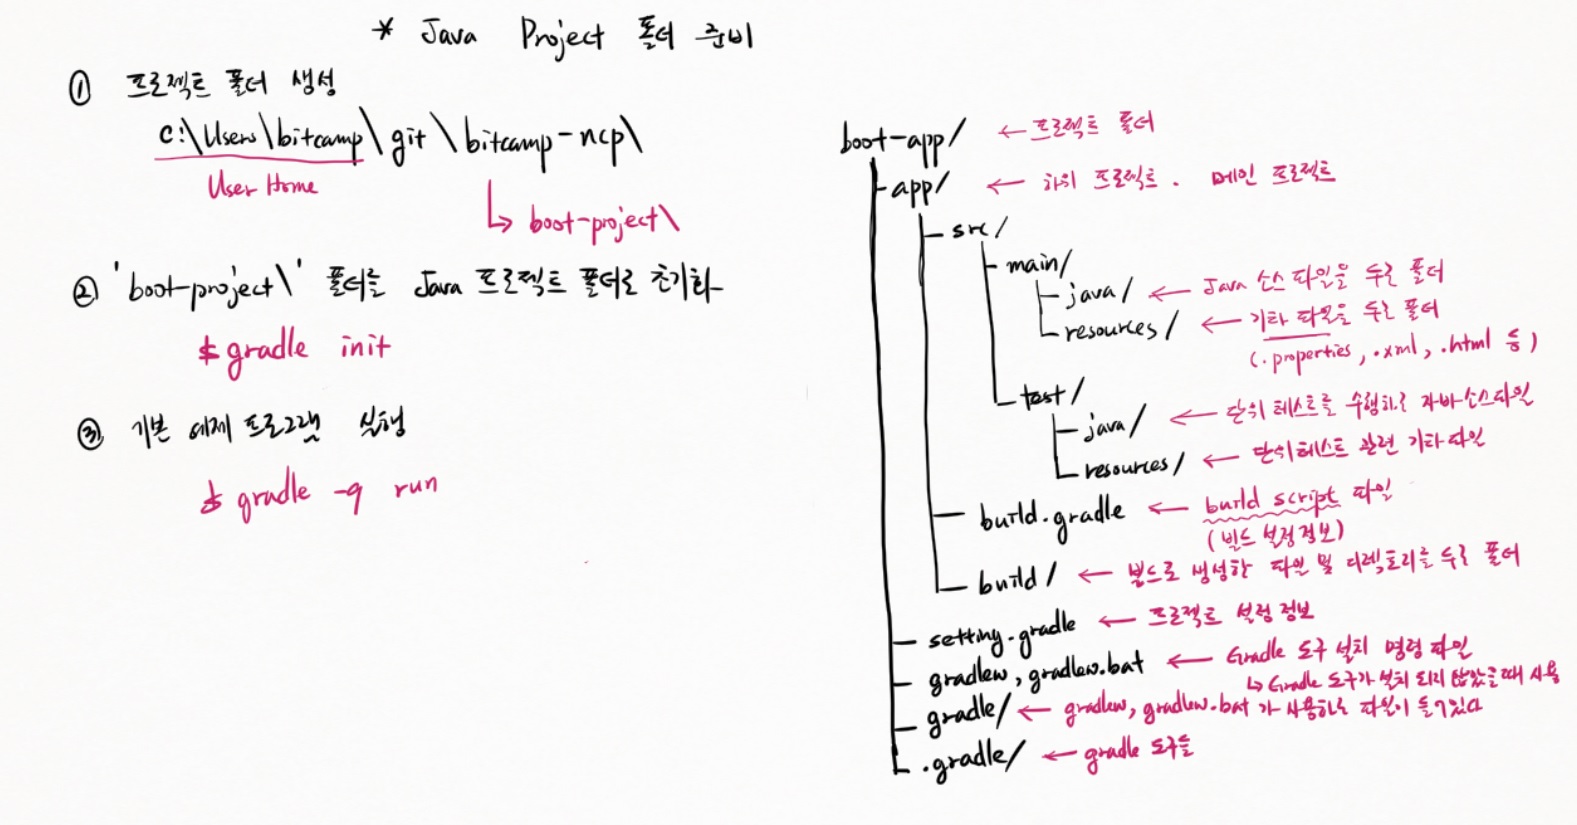 * Java Project 폴더 준비
① 프로젝트 폴더 생성
c:\Users\bitcamp\git\bitcamp-ncp\
User Home
↳ boot-project\
② 'boot-project\' 폴더를 Java 프로젝트 폴더로 초기화
$ gradle init
③ 기본 예제 프로그램 실행
$ gradle -q run
boot-app/ ← 프로젝트 폴더
app/ ← 하위 프로젝트. 메인 프로젝트
src/
main/
java/ ← Java 소스 파일을 두는 폴더
resources/ ← 기타 파일을 두는 폴더
(.properties, .xml, .html 등)
test/
java/ ← 단위 테스트를 수행하는 자바 소스 파일
resources/ ← 단위 테스트 관련 기타 파일
build.gradle ← build script 파일
(빌드 설정 정보)
build/ ← 빌드로 생성한 파일 및 디렉토리를 두는 폴더
setting.gradle ← 프로젝트 설정 정보
gradlew, gradlew.bat ← Gradle 도구 설치 명령 파일
↳ Gradle 도구가 설치 되지 않았을 때 사용
gradle/ ← gradlew, gradlew.bat 가 사용하는 파일이 들어있다
.gradle/ ← gradle 도구들